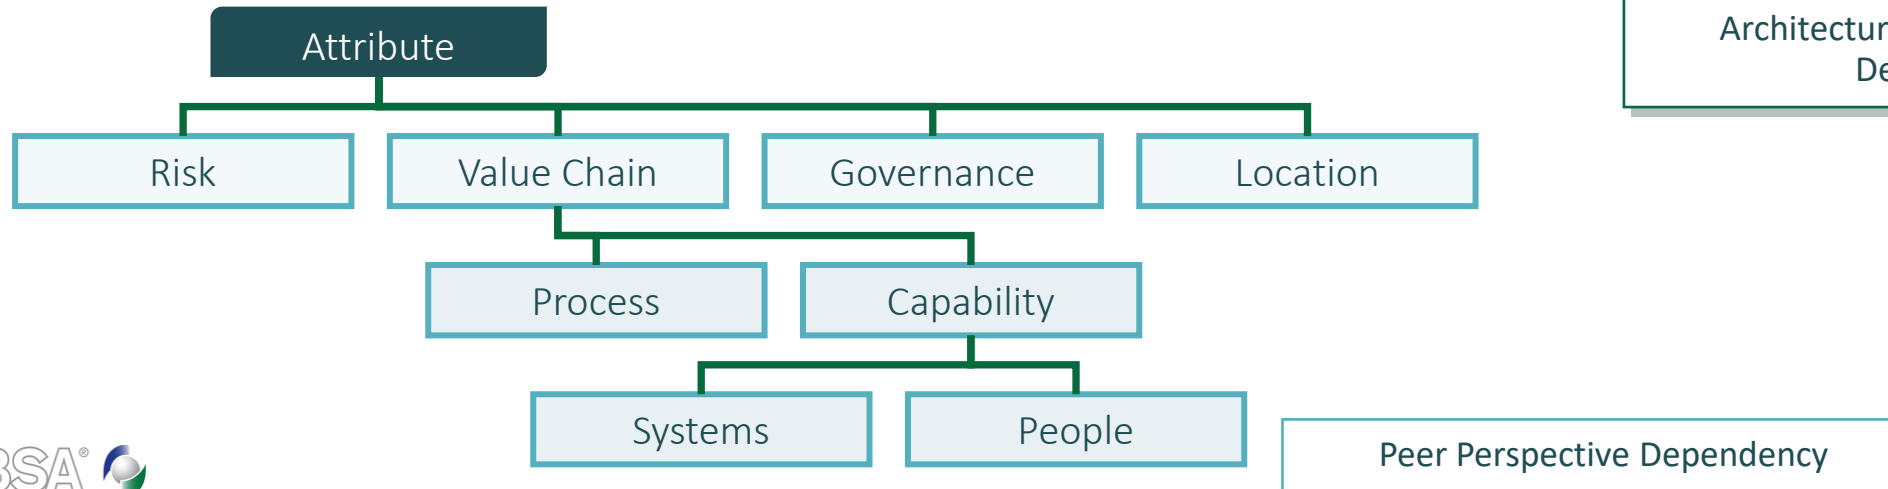 Attribute
Risk
Value Chain
Governance
Location
Process
Capability
Systems
People
Peer Perspective Dependency